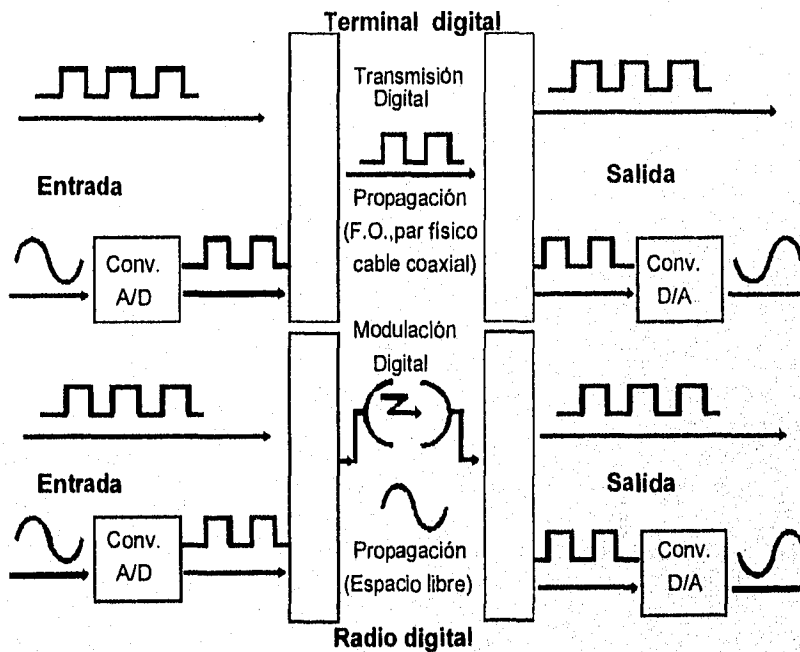 Terminal digital
Transmisión
Digital
Entrada
Propagación
(F.O.,par físico
cable coaxial)
Salida
Conv.
A/D
Conv.
D/A
Modulación
Digital
Entrada
Propagación
(Espacio libre)
Salida
Conv.
A/D
Conv.
D/A
Radio digital